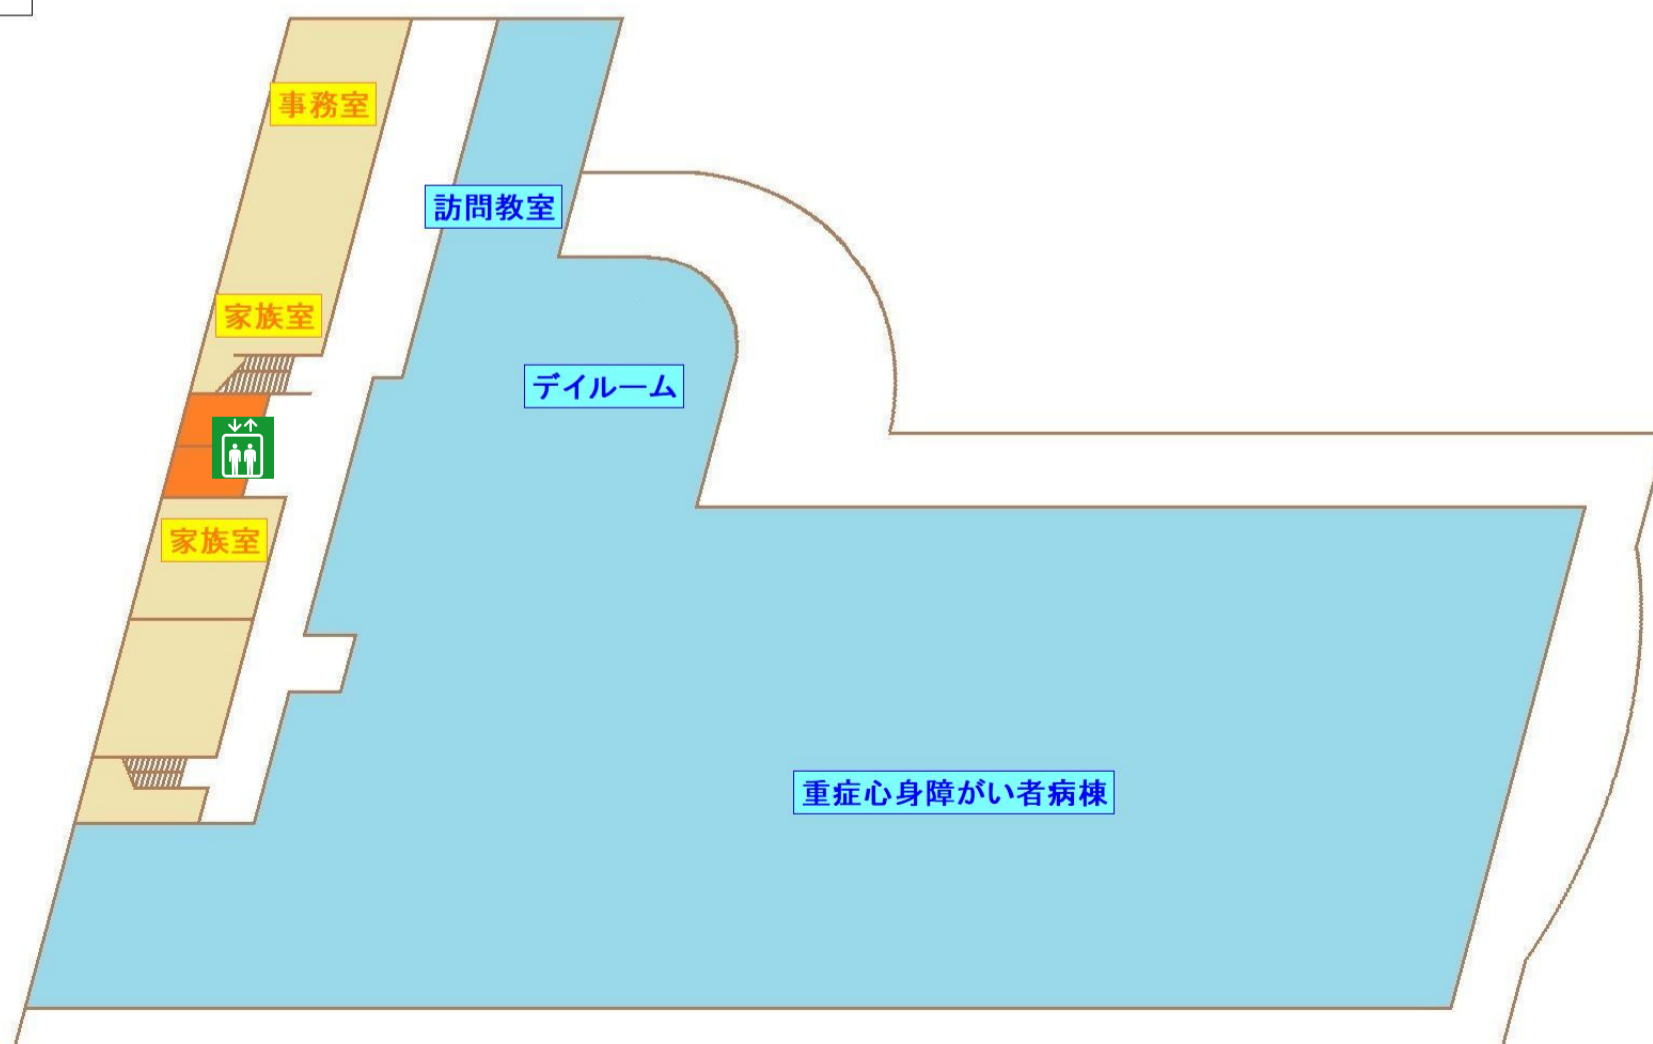 事務室
訪問教室
家族室
デイルーム
家族室
重症心身障がい者病棟